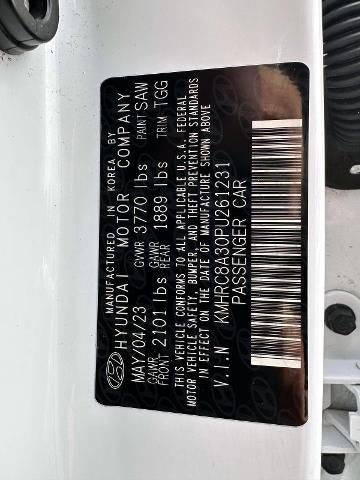 MANUFACTURED IN KOREA BY
HYUNDAI MOTOR COMPANY
MAY/04/23 GVWR 3770 lbs PAINT SAW
GAWR FRONT 2101 lbs GAWR REAR 1889 lbs TRIM TGG
THIS VEHICLE CONFORMS TO ALL APPLICABLE U.S.A. FEDERAL
MOTOR VEHICLE SAFETY, BUMPER, AND THEFT PREVENTION STANDARDS
IN EFFECT ON THE DATE OF MANUFACTURE SHOWN ABOVE
V.I.N KMHRC8A30PU261231
PASSENGER CAR